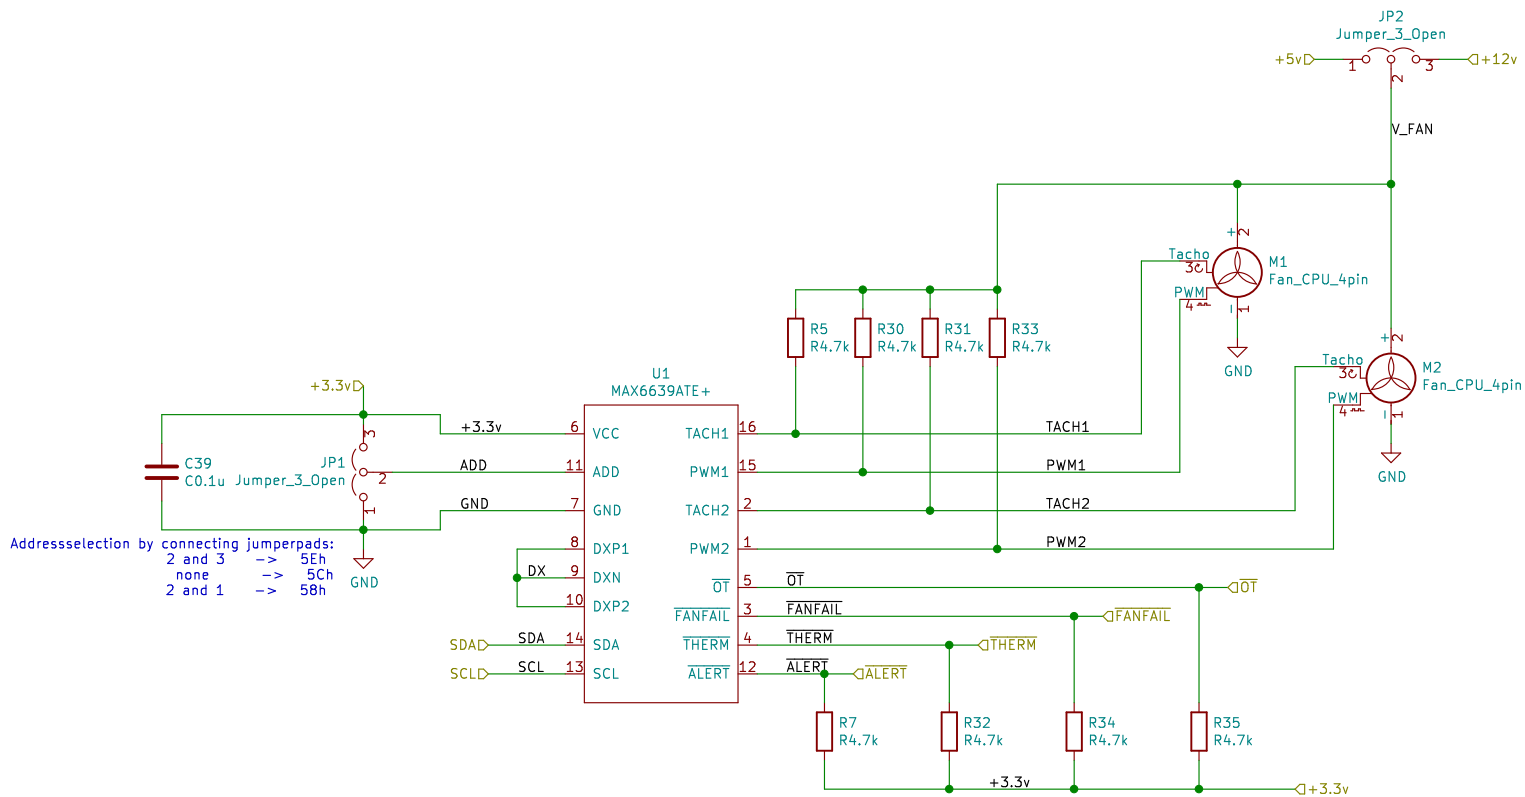 JP2
Jumper_3_Open
+5v
1
2
3
+12v
V_FAN
+
2
Tacho
3
M1
Fan_CPU_4pin
PWM
4
-
1
GND
+
2
Tacho
3
M2
Fan_CPU_4pin
PWM
4
-
1
GND
R5
R4.7k
R30
R4.7k
R31
R4.7k
R33
R4.7k
U1
MAX6639ATE+
+3.3v
3
JP1
Jumper_3_Open
2
1
C39
C0.1u
GND
+3.3v
6
VCC
ADD
11
ADD
GND
7
GND
8
DXP1
DX
9
DXN
10
DXP2
SDA
SDA
14
SDA
SCL
SCL
13
SCL
TACH1
16
TACH1
PWM1
15
PWM1
TACH2
2
TACH2
PWM2
1
PWM2
OT
5
OT
OT
FANFAIL
3
FANFAIL
FANFAIL
THERM
4
THERM
THERM
ALERT
12
ALERT
ALERT
Addressselection by connecting jumperpads:
2 and 3 -> 5Eh
none -> 5Ch
2 and 1 -> 58h
R7
R4.7k
R32
R4.7k
R34
R4.7k
R35
R4.7k
+3.3v
+3.3v